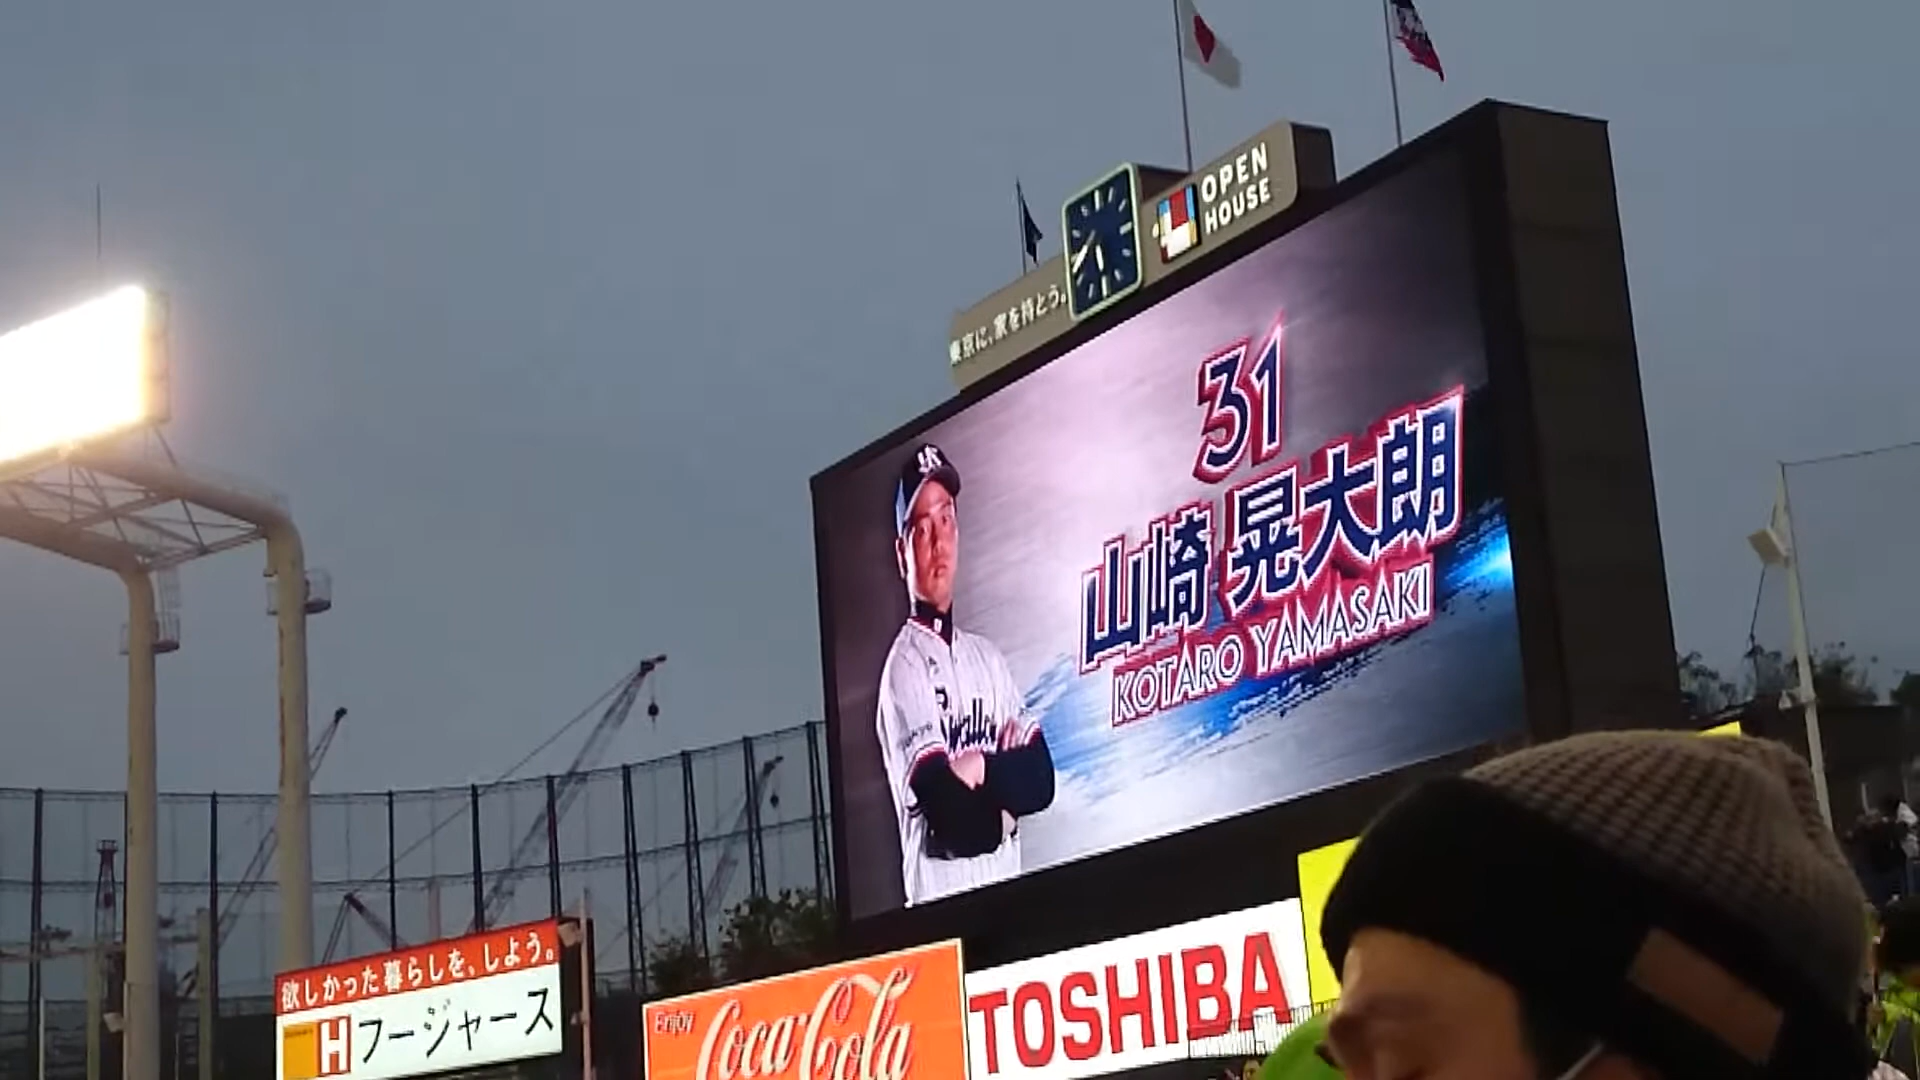 OPEN
HOUSE
東京に、家を持とう。
31
山崎 晃大朗
KOTARO YAMASAKI
Swallows
欲しかった暮らしを、しよう。
H フージャース
Enjoy
Coca-Cola
TOSHIBA